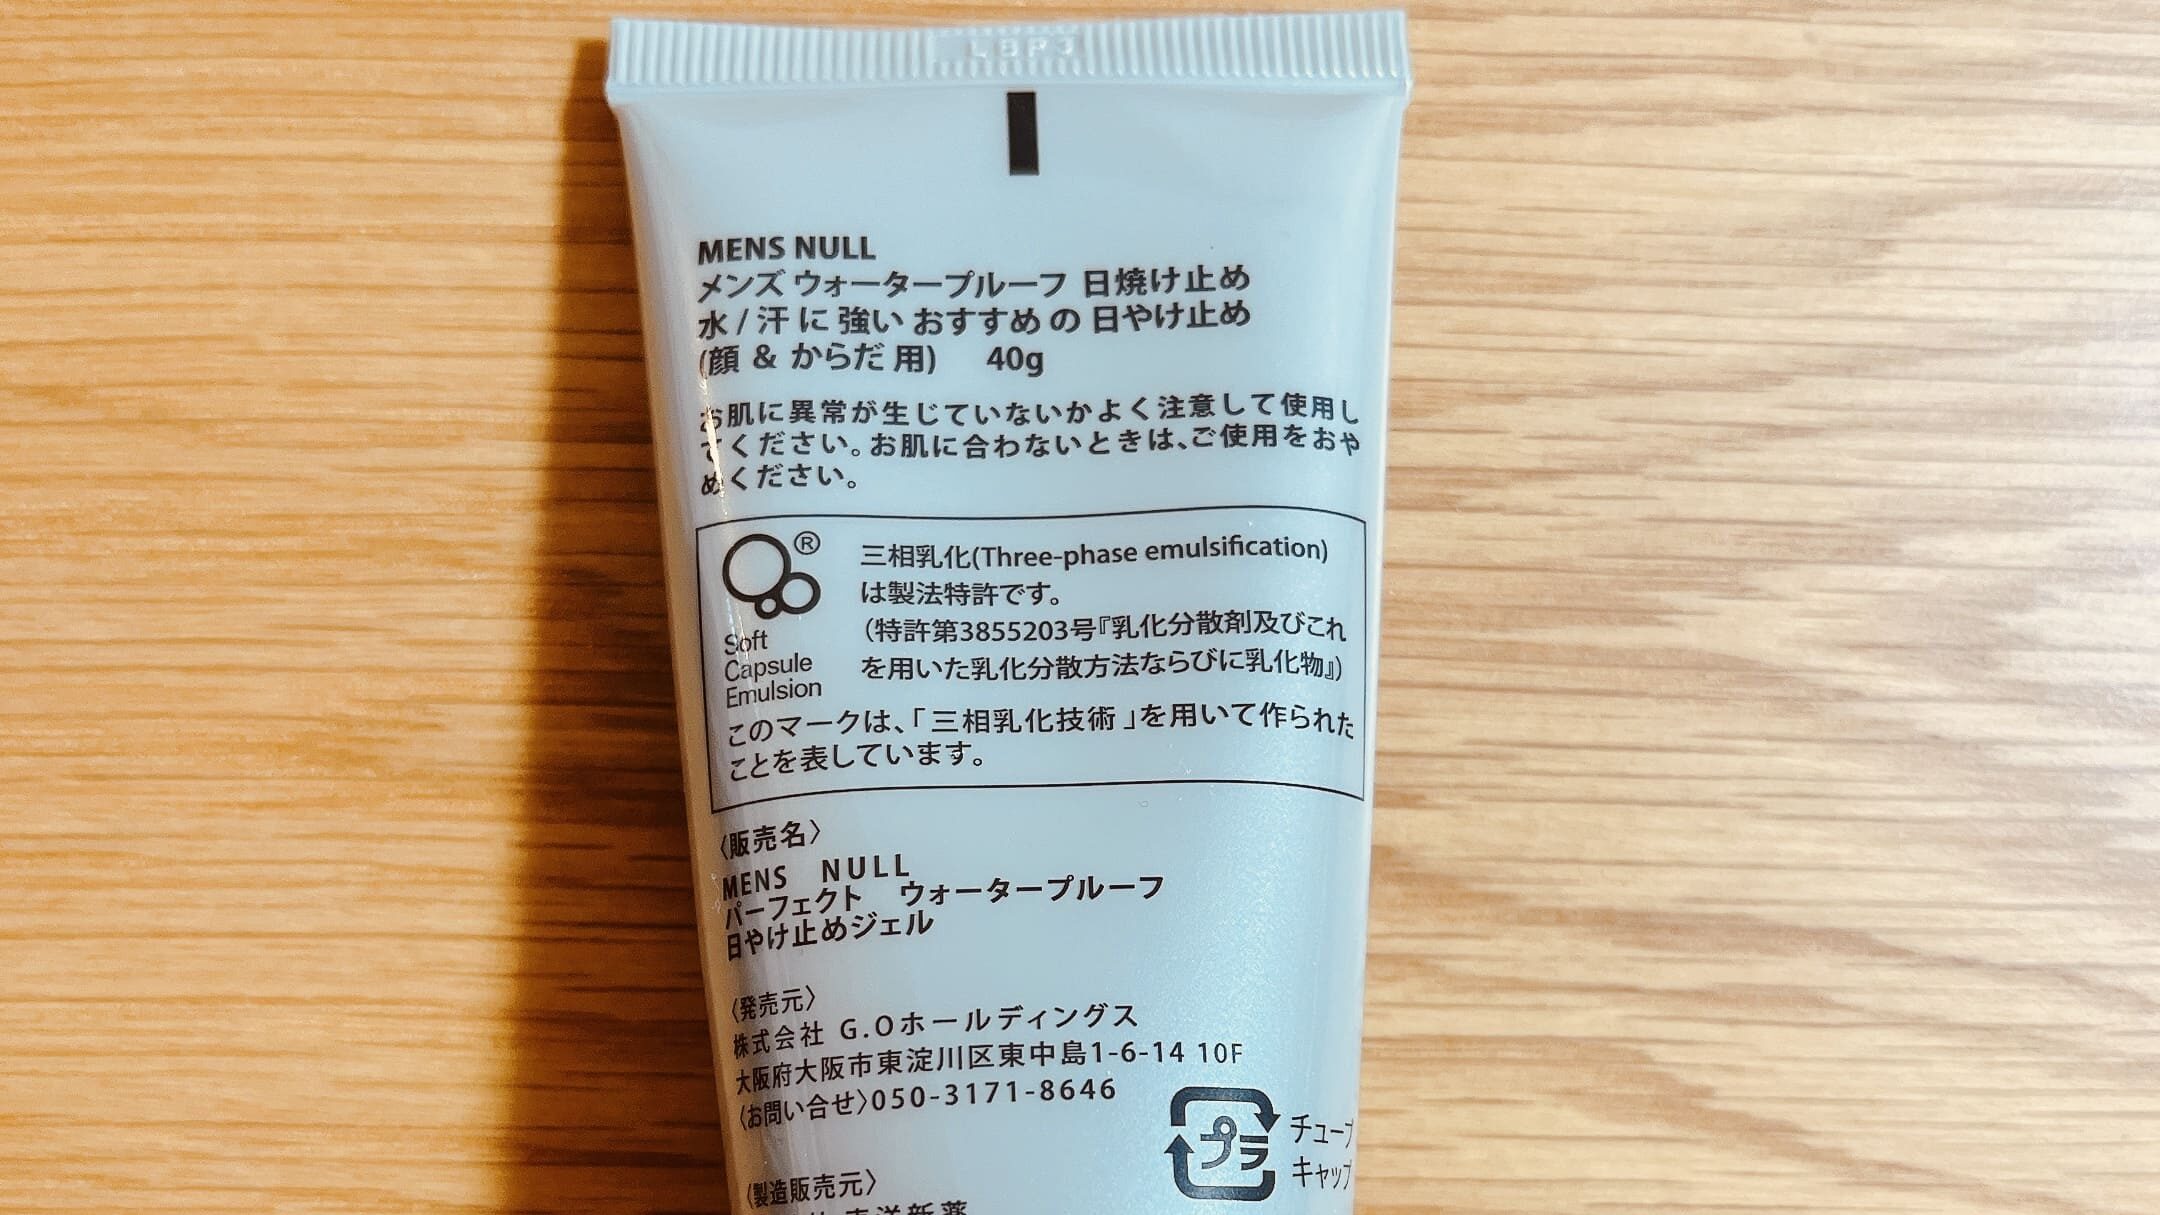 LBP3
MENS NULL
メンズ ウォータープルーフ 日焼け止め
水 / 汗 に 強い おすすめ の 日やけ止め
(顔 & からだ 用) 40g
お肌に異常が生じていないかよく注意して使用し
てください。お肌に合わないときは、ご使用をおや
めください。
®
Soft
Capsule
Emulsion
三相乳化(Three-phase emulsification)
は製法特許です。
(特許第3855203号『乳化分散剤及びこれ
を用いた乳化分散方法ならびに乳化物』)
このマークは、「三相乳化技術」を用いて作られた
ことを表しています。
〈販売名〉
MENS NULL
パーフェクト ウォータープルーフ
日やけ止めジェル
〈発売元〉
株式会社 G.Oホールディングス
大阪府大阪市東淀川区東中島1-6-14 10F
〈お問い合せ〉050-3171-8646
プラ
チューブ
キャップ
〈製造販売元〉
東洋新薬